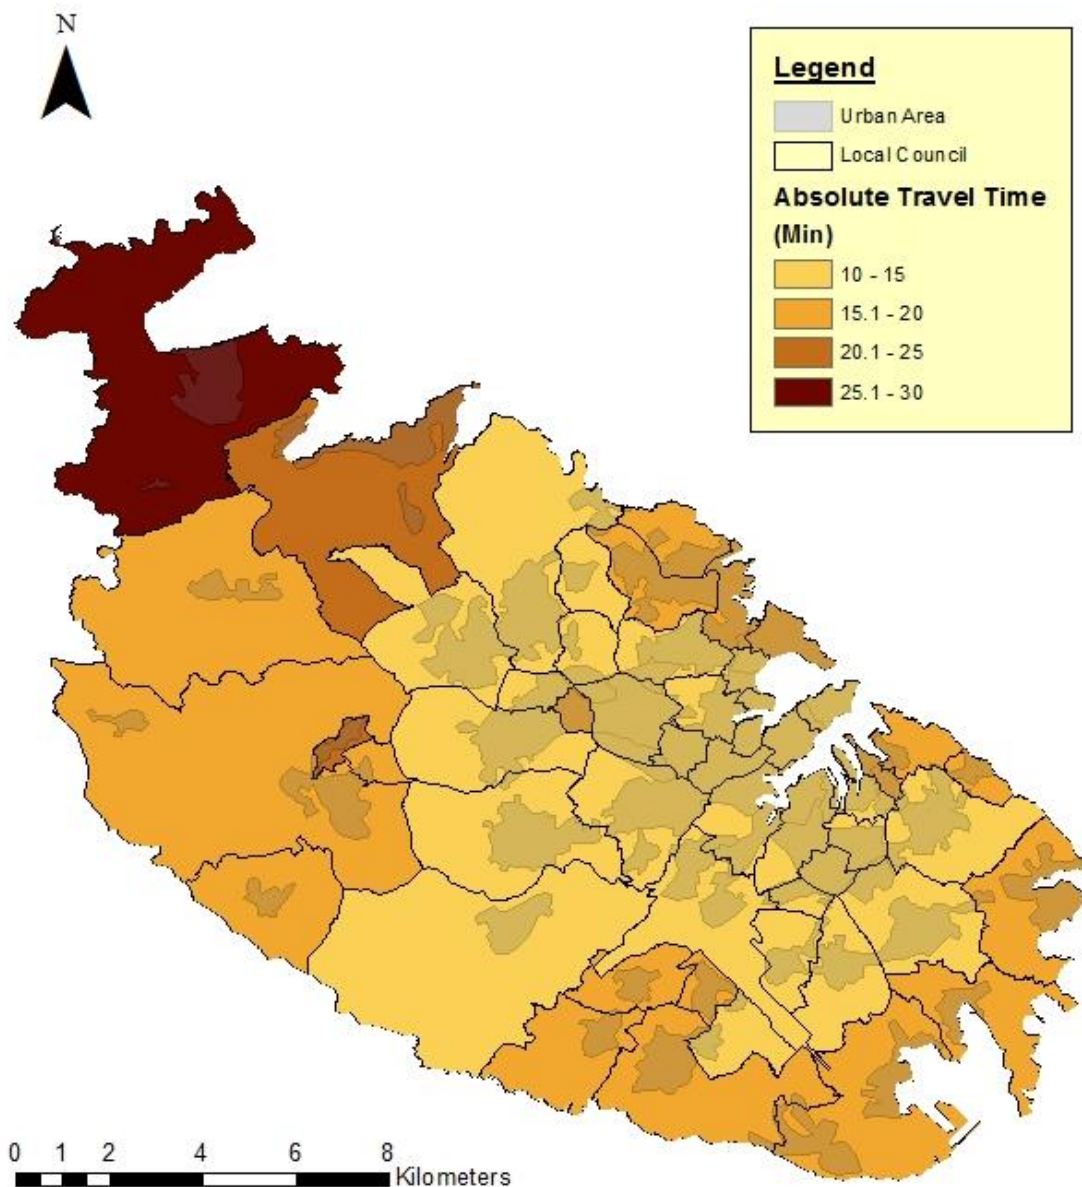 N
Legend
Urban Area
Local Council
Absolute Travel Time
(Min)
10 - 15
15.1 - 20
20.1 - 25
25.1 - 30
0 1 2 4 6 8
Kilometers